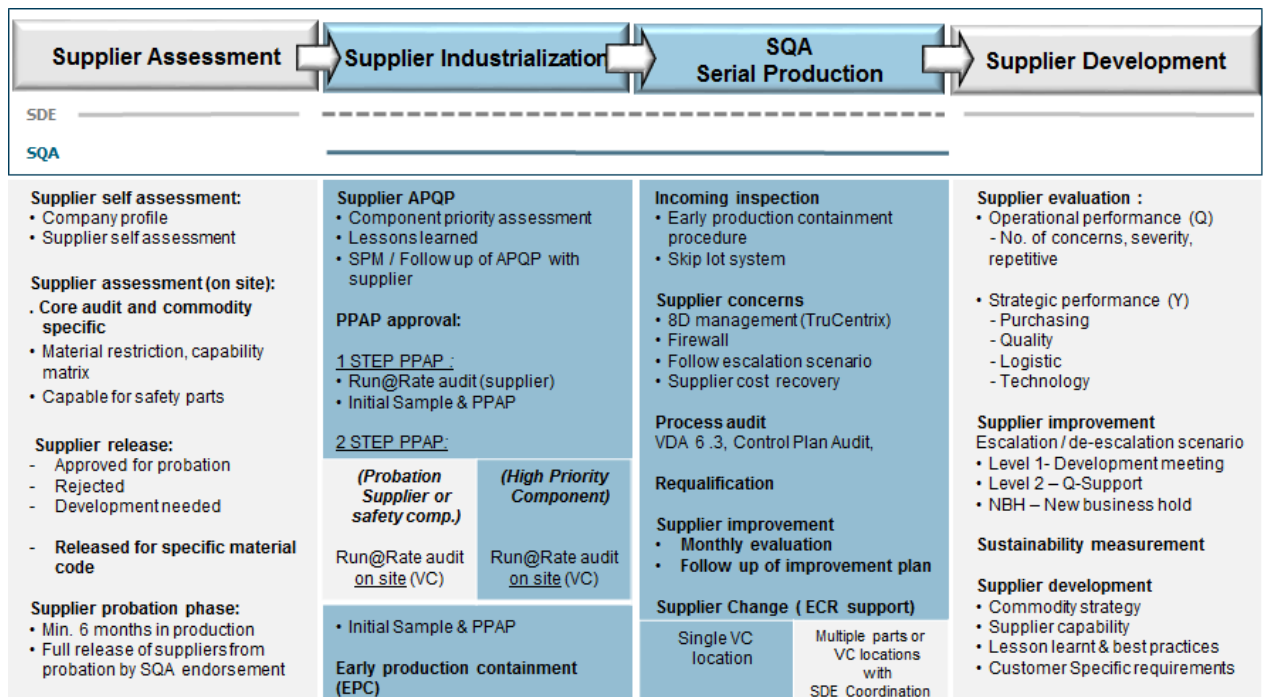 Supplier Assessment
Supplier Industrialization
SQA
Serial Production
Supplier Development
SDE
SQA
Supplier self assessment:
• Company profile
• Supplier self assessment
Supplier assessment (on site):
. Core audit and commodity
specific
• Material restriction, capability
matrix
• Capable for safety parts
Supplier release:
- Approved for probation
- Rejected
- Development needed
- Released for specific material
code
Supplier probation phase:
• Min. 6 months in production
• Full release of suppliers from
probation by SQA endorsement
Supplier APQP
• Component priority assessment
• Lessons learned
• SPM / Follow up of APQP with
supplier
PPAP approval:
1 STEP PPAP :
• Run@Rate audit (supplier)
• Initial Sample & PPAP
2 STEP PPAP:
(Probation
Supplier or
safety comp.)
Run@Rate audit
on site (VC)
(High Priority
Component)
Run@Rate audit
on site (VC)
• Initial Sample & PPAP
Early production containment
(EPC)
Incoming inspection
• Early production containment
procedure
• Skip lot system
Supplier concerns
• 8D management (TruCentrix)
• Firewall
• Follow escalation scenario
• Supplier cost recovery
Process audit
VDA 6 .3, Control Plan Audit,
Requalification
Supplier improvement
• Monthly evaluation
• Follow up of improvement plan
Supplier Change ( ECR support)
Single VC
location
Multiple parts or
VC locations
with
SDE Coordination
Supplier evaluation :
• Operational performance (Q)
- No. of concerns, severity,
repetitive
• Strategic performance (Y)
- Purchasing
- Quality
- Logistic
- Technology
Supplier improvement
Escalation / de-escalation scenario
• Level 1- Development meeting
• Level 2 – Q-Support
• NBH – New business hold
Sustainability measurement
Supplier development
• Commodity strategy
• Supplier capability
• Lesson learnt & best practices
• Customer Specific requirements